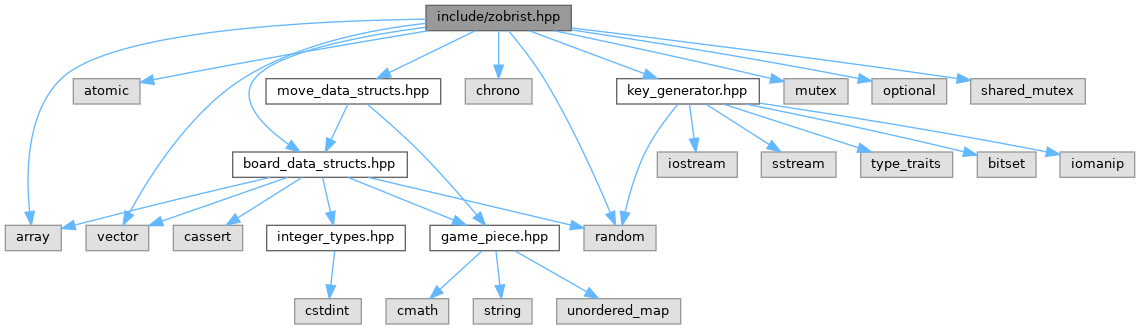 include/zobrist.hpp
atomic
move_data_structs.hpp
chrono
key_generator.hpp
mutex
optional
shared_mutex
board_data_structs.hpp
iostream
sstream
type_traits
bitset
iomanip
array
vector
cassert
integer_types.hpp
game_piece.hpp
random
cstdint
cmath
string
unordered_map